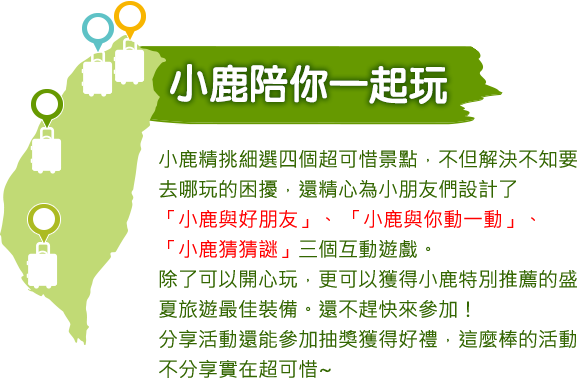 小鹿陪你一起玩
小鹿精挑細選四個超可惜景點，不但解決不知要
去哪玩的困擾，還精心為小朋友們設計了
「小鹿與好朋友」、「小鹿與你動一動」、
「小鹿猜猜謎」三個互動遊戲。
除了可以開心玩，更可以獲得小鹿特別推薦的盛
夏旅遊最佳裝備。還不趕快來參加！
分享活動還能參加抽獎獲得好禮，這麼棒的活動
不分享實在超可惜~